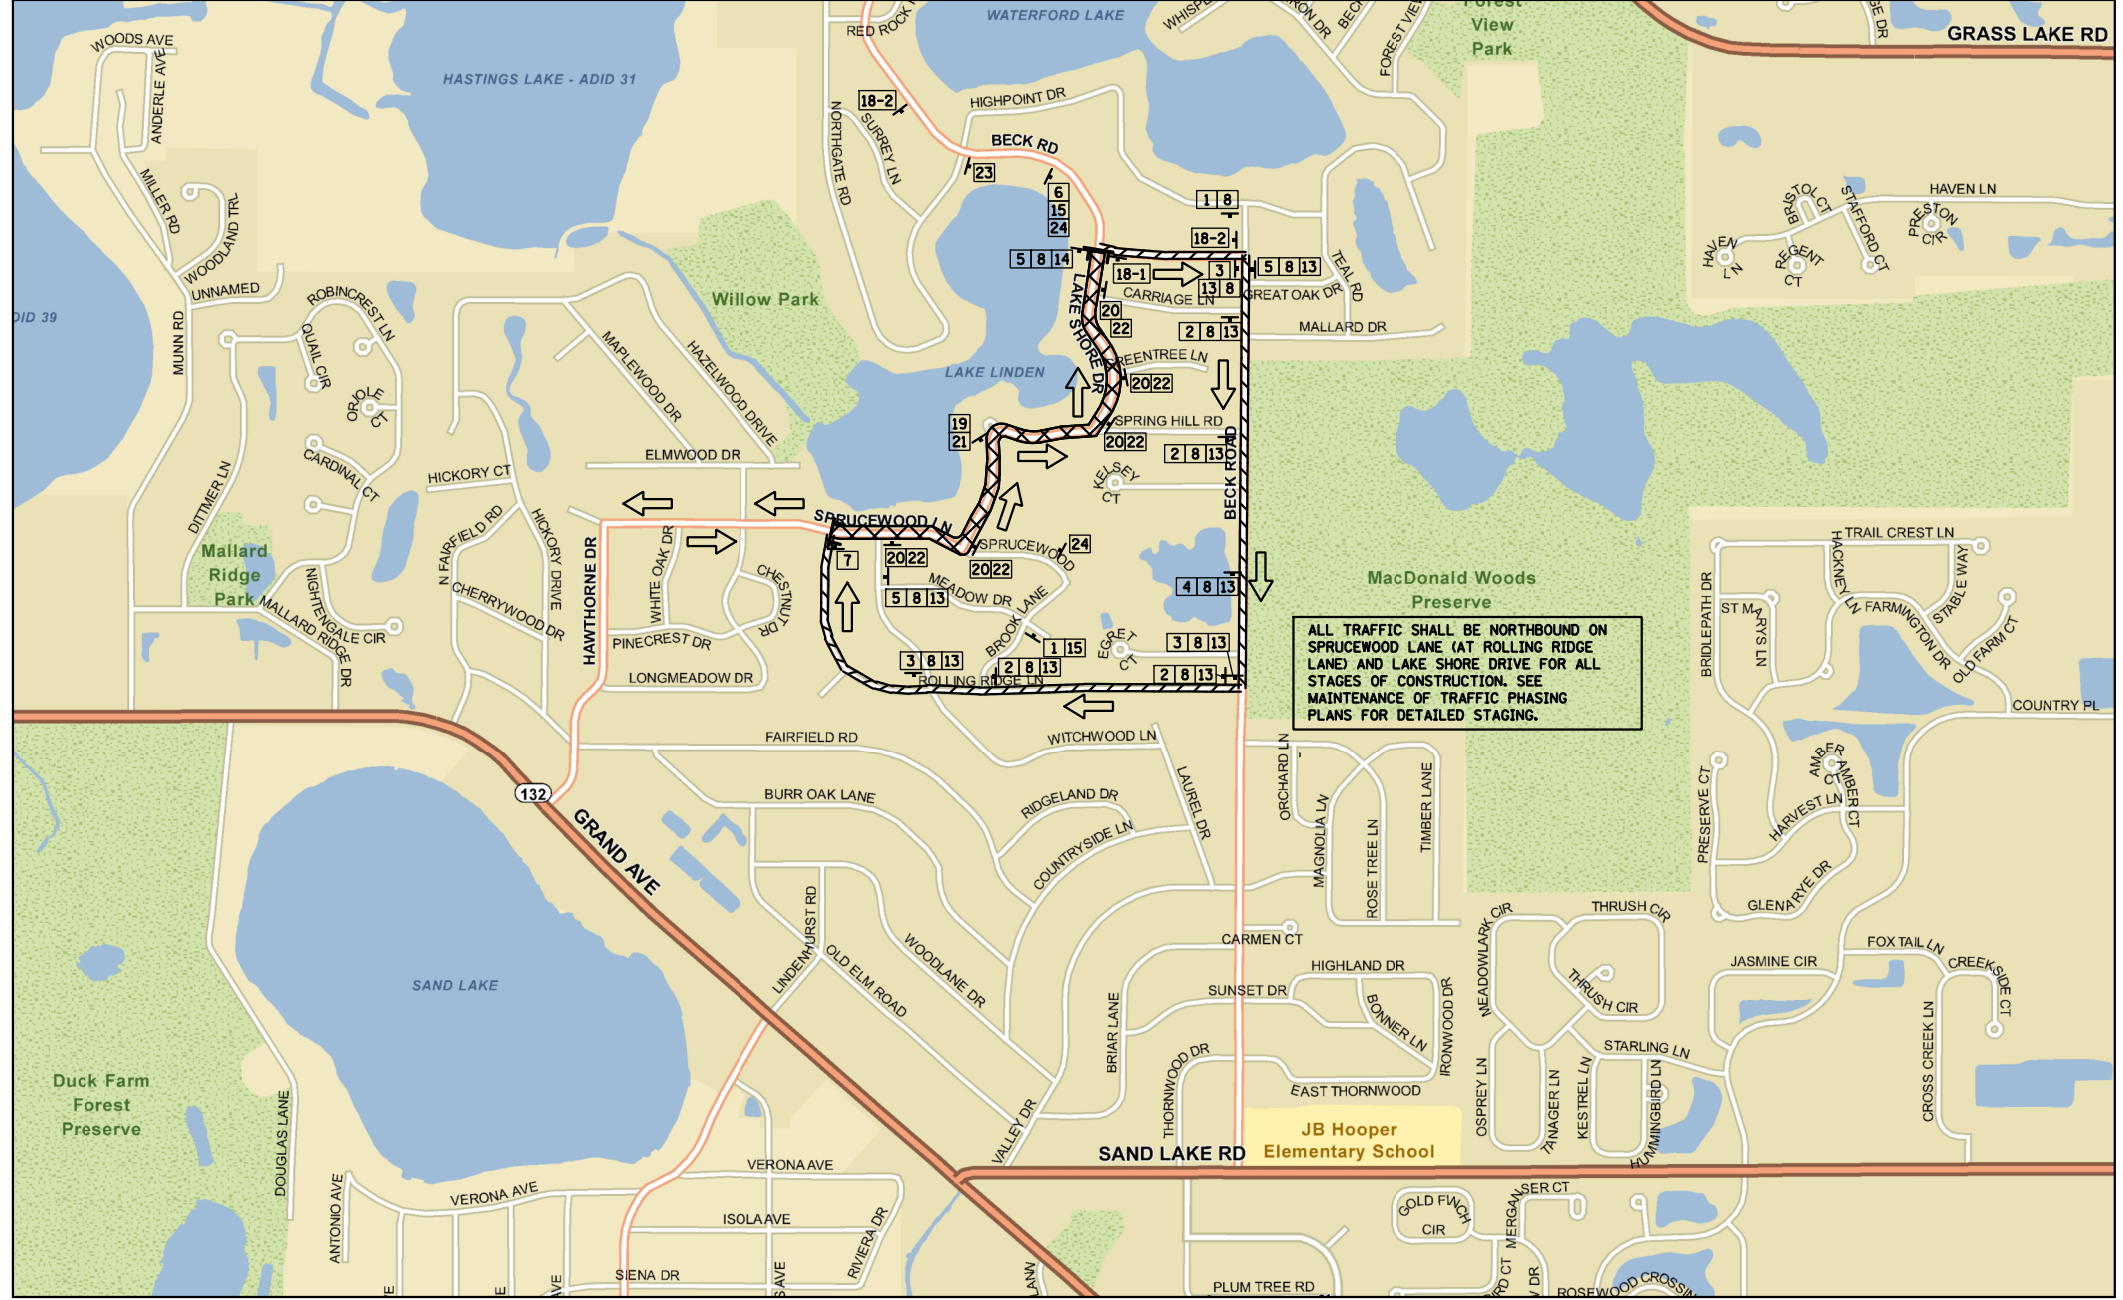 WATERFORD LAKE
RED ROCK
IRON DR
BECK
FOREST VIEW
Forest
View
Park
GRASS LAKE RD
WOODS AVE
ANDERLE AVE
HASTINGS LAKE - ADID 31
18-2
HIGHPOINT DR
NORTHGATE RD
SURREY LN
BECK RD
23
6
15
24
1 8
18-2
5 8 14
18-1
3
13 8
5 8 13
MILLER RD
WOODLAND TRL
UNNAMED
BRISTOL CT
STAFFORD CT
HAVEN LN
PRESTON
CIR
HAVEN
LN
REGENT
CT
TEAL RD
GREAT OAK DR
MALLARD DR
CARRIAGE LN
Willow Park
ROBINCREST LN
QUAIL CIR
MUNN RD
ORIOLE
CT
LAKE SHORE DR
20
22
2 8 13
GREENTREE LN
20 22
LAKE LINDEN
MAPLEWOOD DR
HAZELWOOD DRIVE
19
21
SPRING HILL RD
20 22
2 8 13
BECK ROAD
KELSEY
CT
ELMWOOD DR
HICKORY CT
CARDINAL CT
DITTMER LN
SPRUCEWOOD LN
N FAIRFIELD RD
HICKORY DRIVE
HAWTHORNE DR
WHITE OAK DR
7
20 22
SPRUCEWOOD
24
20 22
Mallard
Ridge
Park
NIGHTENGALE CIR
MALLARD RIDGE DR
CHERRYWOOD DR
CHESTNUT DR
PINECREST DR
LONGMEADOW DR
5 8 13
MEADOW DR
BROOK LANE
4 8 13
MacDonald Woods
Preserve
EGRET
CT
1 15
3 8 13
3 8 13
2 8 13
2 8 13
ROLLING RIDGE LN
ALL TRAFFIC SHALL BE NORTHBOUND ON
SPRUCEWOOD LANE (AT ROLLING RIDGE
LANE) AND LAKE SHORE DRIVE FOR ALL
STAGES OF CONSTRUCTION. SEE
MAINTENANCE OF TRAFFIC PHASING
PLANS FOR DETAILED STAGING.
TRAIL CREST LN
HACKNEY LN
STABLE WAY
BRIDLEPATH DR
ST MARYS LN
FARMINGTON DR
OLD FARM CT
COUNTRY PL
FAIRFIELD RD
WITCHWOOD LN
LAUREL DR
132
GRAND AVE
BURR OAK LANE
RIDGELAND DR
COUNTRYSIDE LN
ORCHARD LN
MAGNOLIA LN
ROSE TREE LN
TIMBER LANE
PRESERVE CT
AMBER
CT
AMBER CT
HARVEST LN
GLENARYE DR
LINDENHURST RD
OLD ELM ROAD
WOODLANE DR
CARMEN CT
HIGHLAND DR
SUNSET DR
BONNER LN
IRONWOOD DR
BRIAR LANE
THORNWOOD DR
EAST THORNWOOD
MEADOWLARK CIR
THRUSH CIR
THRUSH CIR
STARLING LN
OSPREY LN
TANAGER LN
KESTREL LN
HUMMINGBIRD LN
FOX TAIL LN
CREEKSIDE CT
JASMINE CIR
CROSS CREEK LN
SAND LAKE
Duck Farm
Forest
Preserve
DOUGLAS LANE
VALLEY DR
SAND LAKE RD
JB Hooper
Elementary School
VERONA AVE
VERONA AVE
ANTONIO AVE
ISOLA AVE
RIVIERA DR
SIENA DR
GOLD FINCH
CIR
MERGANSER CT
PLUM TREE RD
ROSEWOOD CROSSIN